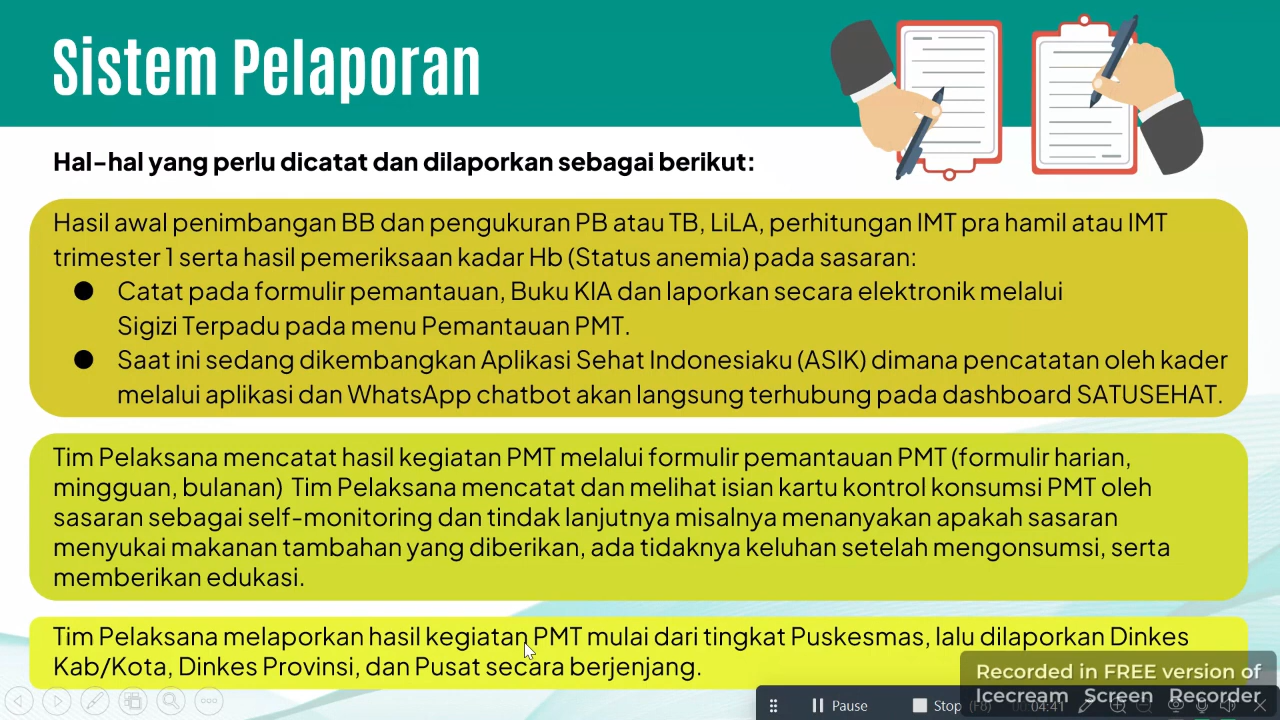 Sistem Pelaporan
Hal-hal yang perlu dicatat dan dilaporkan sebagai berikut:
Hasil awal penimbangan BB dan pengukuran PB atau TB, LiLA, perhitungan IMT pra hamil atau IMT
trimester 1 serta hasil pemeriksaan kadar Hb (Status anemia) pada sasaran:
● Catat pada formulir pemantauan, Buku KIA dan laporkan secara elektronik melalui
Sigizi Terpadu pada menu Pemantauan PMT.
● Saat ini sedang dikembangkan Aplikasi Sehat Indonesiaku (ASIK) dimana pencatatan oleh kader
melalui aplikasi dan WhatsApp chatbot akan langsung terhubung pada dashboard SATUSEHAT.
Tim Pelaksana mencatat hasil kegiatan PMT melalui formulir pemantauan PMT (formulir harian,
mingguan, bulanan) Tim Pelaksana mencatat dan melihat isian kartu kontrol konsumsi PMT oleh
sasaran sebagai self-monitoring dan tindak lanjutnya misalnya menanyakan apakah sasaran
menyukai makanan tambahan yang diberikan, ada tidaknya keluhan setelah mengonsumsi, serta
memberikan edukasi.
Tim Pelaksana melaporkan hasil kegiatan PMT mulai dari tingkat Puskesmas, lalu dilaporkan Dinkes
Kab/Kota, Dinkes Provinsi, dan Pusat secara berjenjang.
Recorded in FREE version of
Icecream Screen Recorder
Pause
Stop (F8)
04:41